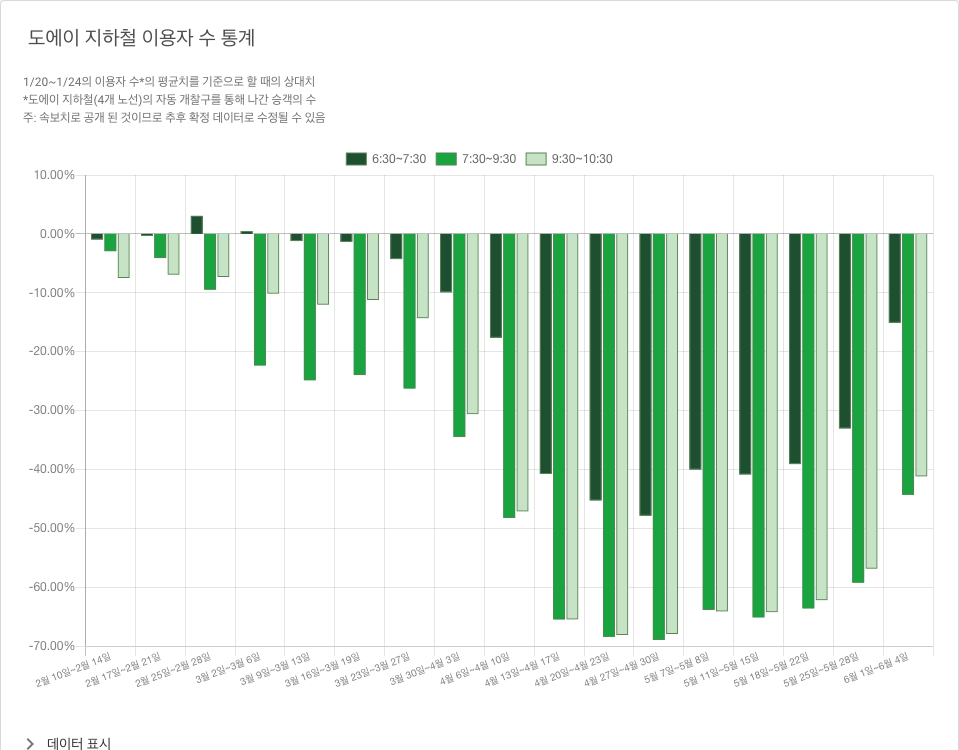 도에이 지하철 이용자 수 통계
1/20~1/24의 이용자 수*의 평균치를 기준으로 할 때의 상대치
*도에이 지하철(4개 노선)의 자동 개찰구를 통해 나간 승객의 수
주: 속보치로 공개 된 것이므로 추후 확정 데이터로 수정될 수 있음
6:30~7:30 7:30~9:30 9:30~10:30
10.00%
0.00%
-10.00%
-20.00%
-30.00%
-40.00%
-50.00%
-60.00%
-70.00%
2월 10일~2월 14일
2월 17일~2월 21일
2월 25일~2월 28일
3월 2일~3월 6일
3월 9일~3월 13일
3월 16일~3월 19일
3월 23일~3월 27일
3월 30일~4월 3일
4월 6일~4월 10일
4월 13일~4월 17일
4월 20일~4월 23일
4월 27일~4월 30일
5월 7일~5월 8일
5월 11일~5월 15일
5월 18일~5월 22일
5월 25일~5월 28일
6월 1일~6월 4일
데이터 표시